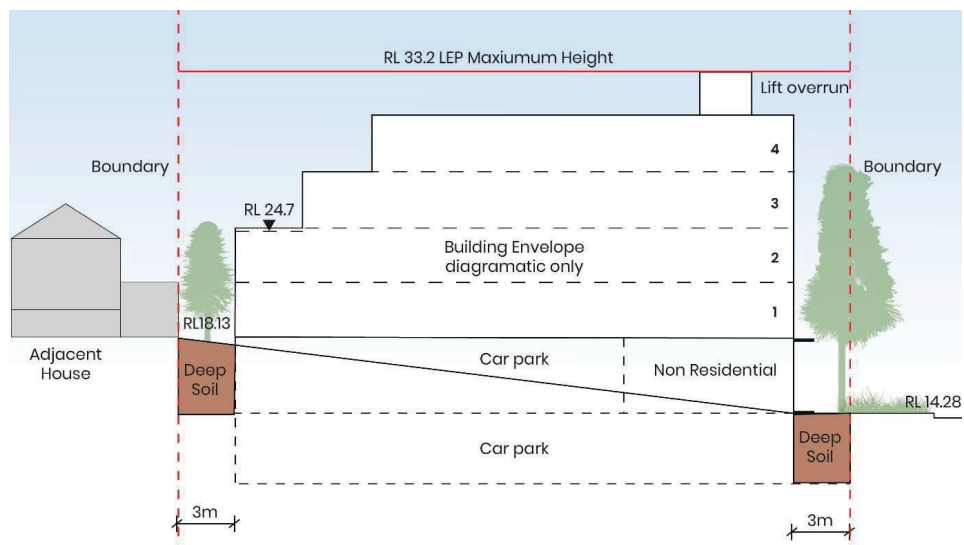 RL 33.2 LEP Maxiumum Height
Lift overrun
Boundary
4
Boundary
3
RL 24.7
Building Envelope
diagramatic only
2
1
RL18.13
Adjacent
House
Deep
Soil
Car park
Non Residential
RL 14.28
Car park
Deep
Soil
3m
3m